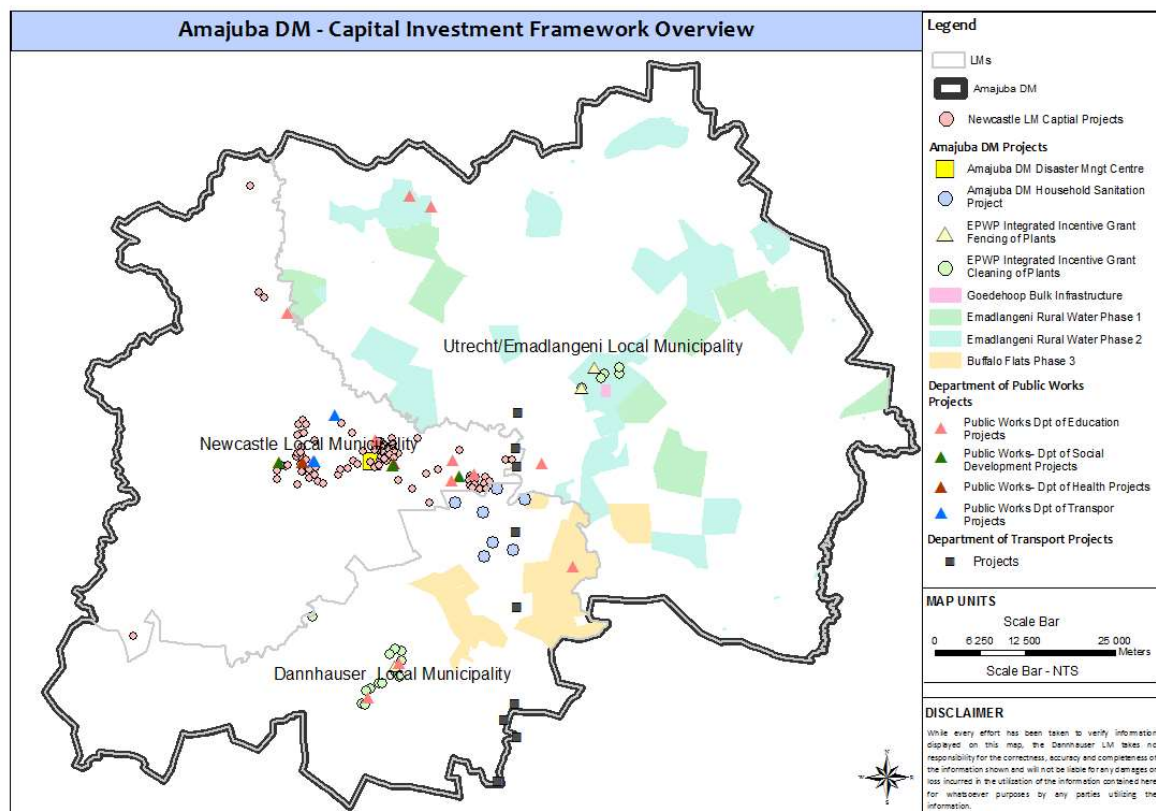 Amajuba DM - Capital Investment Framework Overview
Utrecht/Emadlangeni Local Municipality
Newcastle Local Municipality
Dannhauser Local Municipality
Legend
LMs
Amajuba DM
Newcastle LM Captial Projects
Amajuba DM Projects
Amajuba DM Disaster Mngt Centre
Amajuba DM Household Sanitation
Project
EPWP Integrated Incentive Grant
Fencing of Plants
EPWP Integrated Incentive Grant
Cleaning of Plants
Goedehoop Bulk Infrastructure
Emadlangeni Rural Water Phase 1
Emadlangeni Rural Water Phase 2
Buffalo Flats Phase 3
Department of Public Works
Projects
Public Works Dpt of Education
Projects
Public Works- Dpt of Social
Development Projects
Public Works- Dpt of Health Projects
Public Works Dpt of Transpor
Projects
Department of Transport Projects
Projects
MAP UNITS
Scale Bar
0 6 250 12 500 25 000
Meters
Scale Bar - NTS
DISCLAIMER
While every effort has been taken to verify information
displayed on this map, the Dannhauser LM takes no
responsibility for the correctness, accuracy and completeness of
the information shown and will not be liable for any damages or
loss incurred in the utilization of the information contained here
for whatsoever purposes by any parties utilizing the
information.